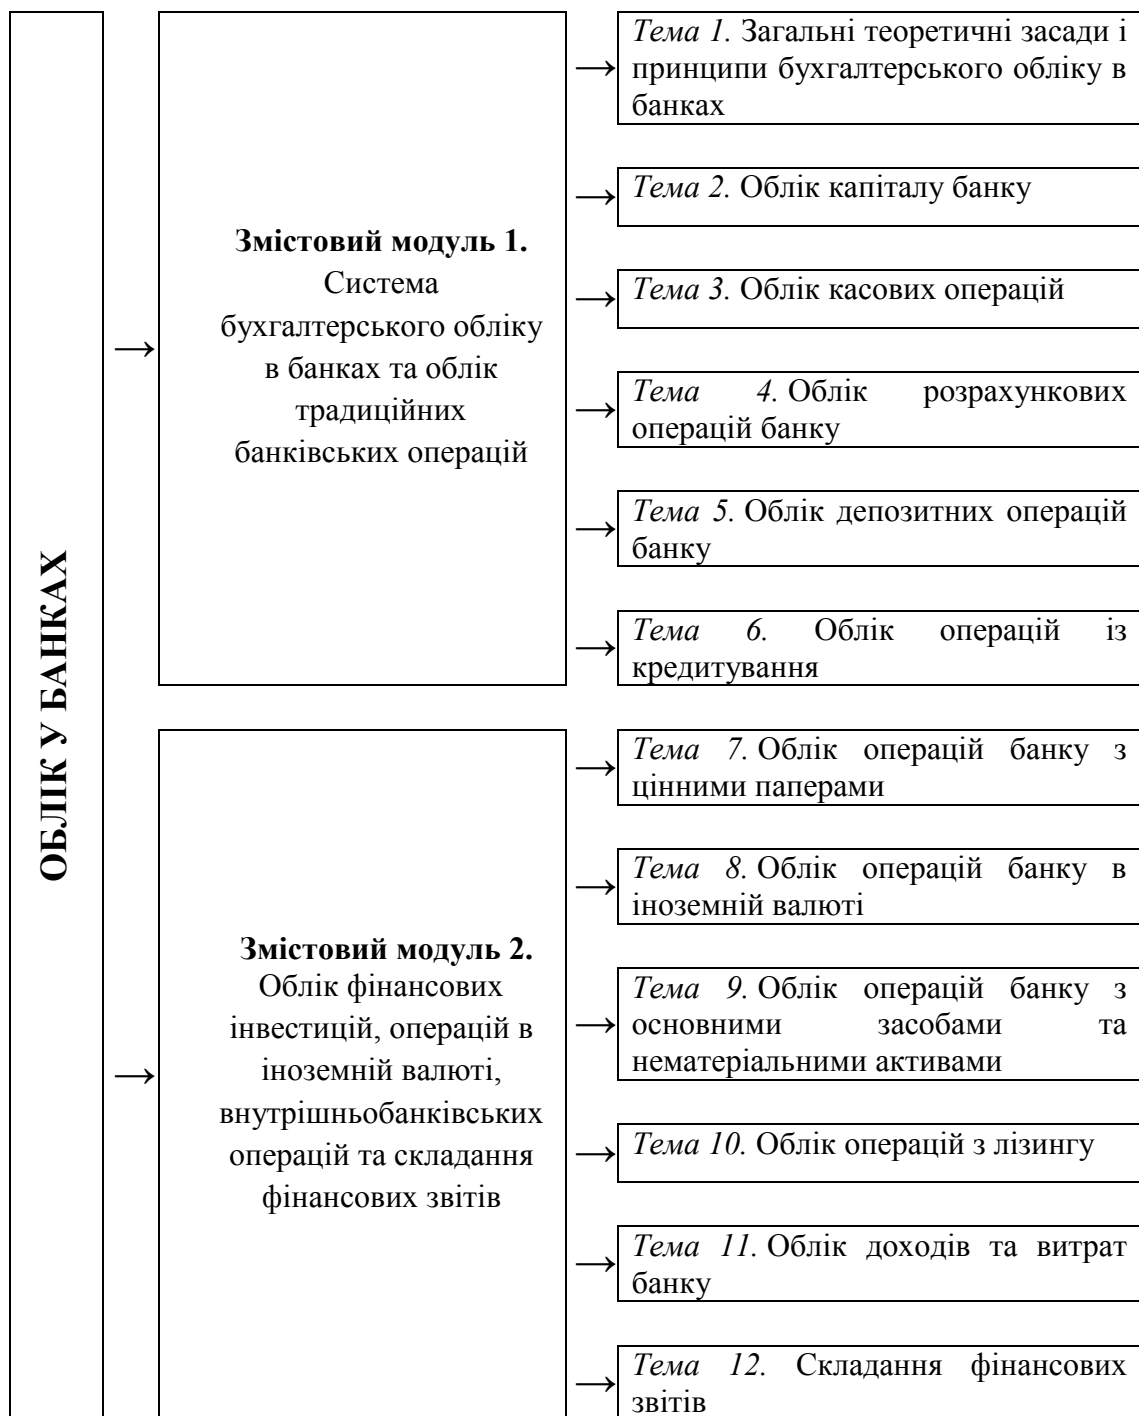 ОБЛІК У БАНКАХ
→
Змістовий модуль 1.
Система
бухгалтерського обліку
в банках та облік
традиційних
банківських операцій
→
Тема 1. Загальні теоретичні засади і
принципи бухгалтерського обліку в
банках
→
Тема 2. Облік капіталу банку
→
Тема 3. Облік касових операцій
→
Тема 4. Облік розрахункових
операцій банку
→
Тема 5. Облік депозитних операцій
банку
→
Тема 6. Облік операцій із
кредитування
→
Змістовий модуль 2.
Облік фінансових
інвестицій, операцій в
іноземній валюті,
внутрішньобанківських
операцій та складання
фінансових звітів
→
Тема 7. Облік операцій банку з
цінними паперами
→
Тема 8. Облік операцій банку в
іноземній валюті
→
Тема 9. Облік операцій банку з
основними засобами та
нематеріальними активами
→
Тема 10. Облік операцій з лізингу
→
Тема 11. Облік доходів та витрат
банку
→
Тема 12. Складання фінансових
звітів